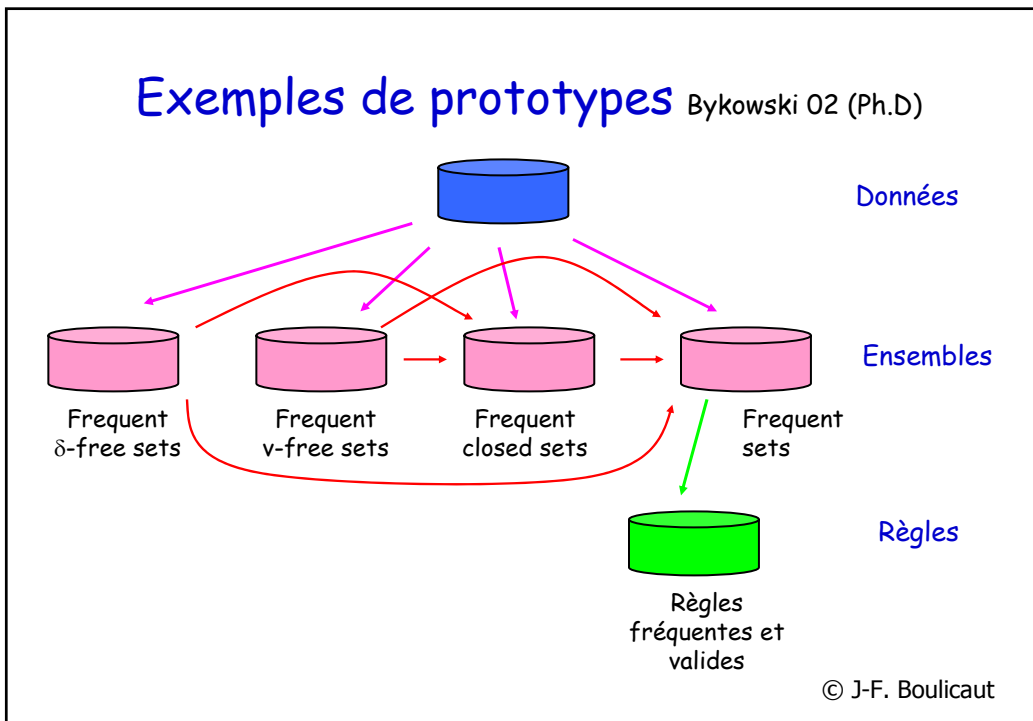 Exemples de prototypes Bykowski 02 (Ph.D)
Données
Ensembles
Frequent
δ-free sets
Frequent
v-free sets
Frequent
closed sets
Frequent
sets
Règles
Règles
fréquentes et
valides
© J-F. Boulicaut